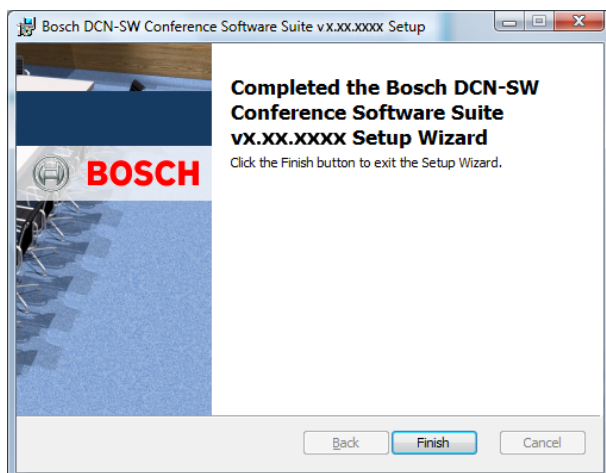 Bosch DCN-SW Conference Software Suite vx.xx.xxxx Setup
Completed the Bosch DCN-SW
Conference Software Suite
vx.xx.xxxx Setup Wizard
Click the Finish button to exit the Setup Wizard.
BOSCH
Back Finish Cancel